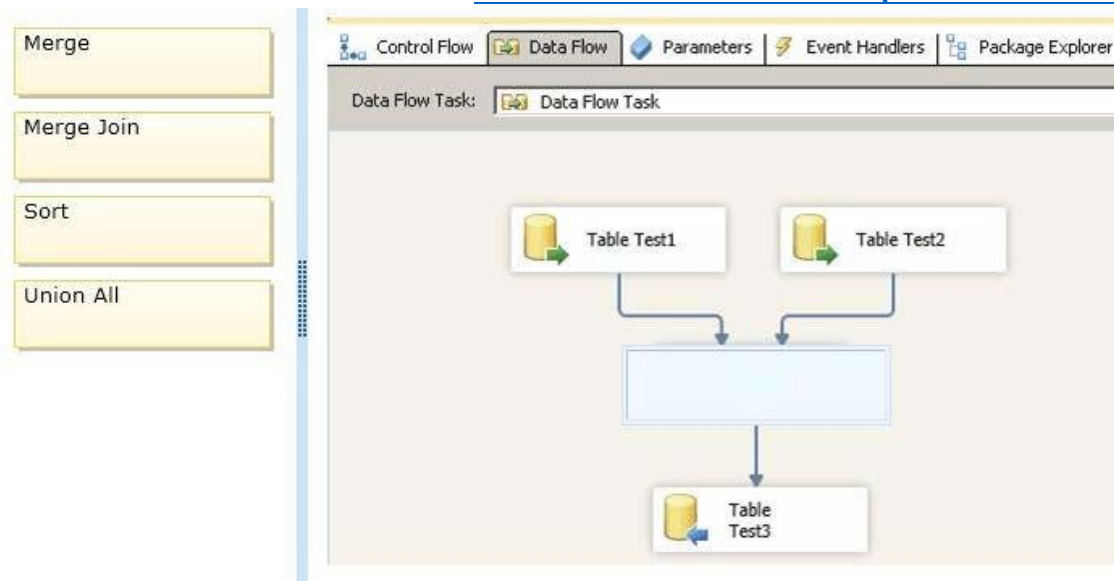 Merge
Merge Join
Sort
Union All
Control Flow Data Flow Parameters Event Handlers Package Explorer
Data Flow Task: Data Flow Task
Table Test1 Table Test2
Table
Test3